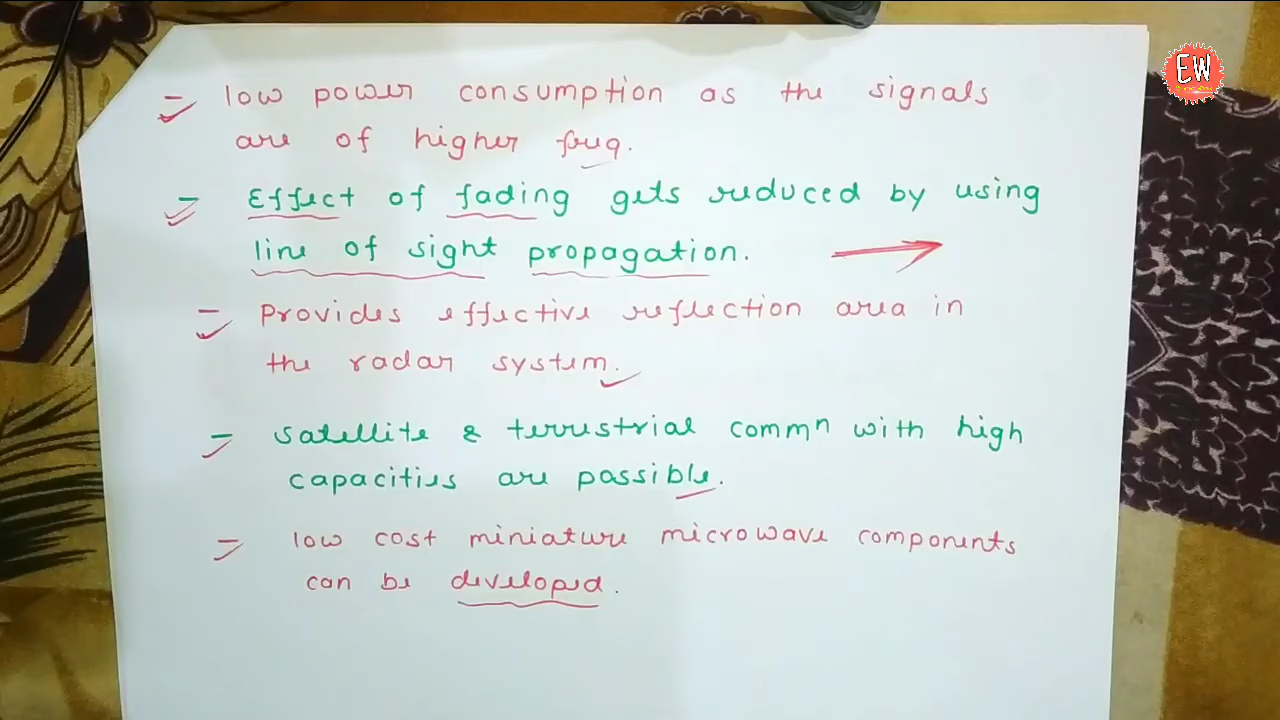 - low power consumption as the signals
are of higher freq.
- Effect of fading gets reduced by using
line of sight propagation.
- Provides effective reflection area in
the radar system.
- Satellite & terrestrial commn with high
capacities are possible.
- low cost miniature microwave components
can be developed.
EW